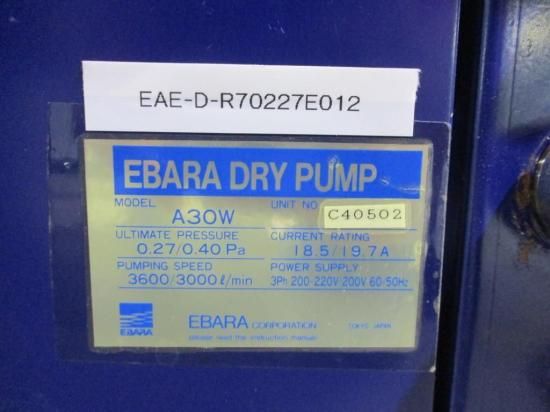 EAE-D-R70227E012
EBARA DRY PUMP
MODEL A30W
UNIT NO C40502
ULTIMATE PRESSURE 0.27/0.40 Pa
CURRENT RATING 18.5/19.7A
PUMPING SPEED 3600/3000ℓ/min
POWER SUPPLY 3Ph 200-220V/200V 60/50Hz
EBARA
EBARA CORPORATION TOKYO JAPAN
please read the instruction manual